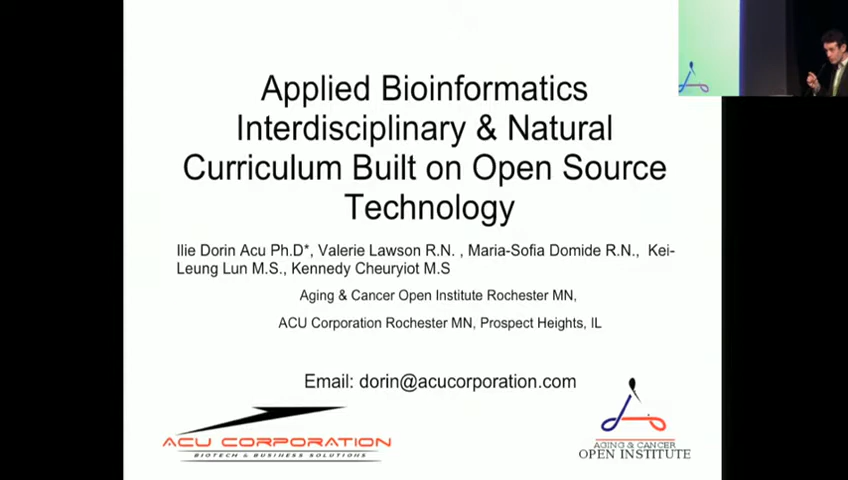 Applied Bioinformatics
Interdisciplinary & Natural
Curriculum Built on Open Source
Technology
Ilie Dorin Acu Ph.D*, Valerie Lawson R.N. , Maria-Sofia Domide R.N., Kei-
Leung Lun M.S., Kennedy Cheuryiot M.S
Aging & Cancer Open Institute Rochester MN,
ACU Corporation Rochester MN, Prospect Heights, IL
Email: dorin@acucorporation.com
ACU CORPORATION
BIOTECH & BUSINESS SOLUTIONS
AGING & CANCER
OPEN INSTITUTE